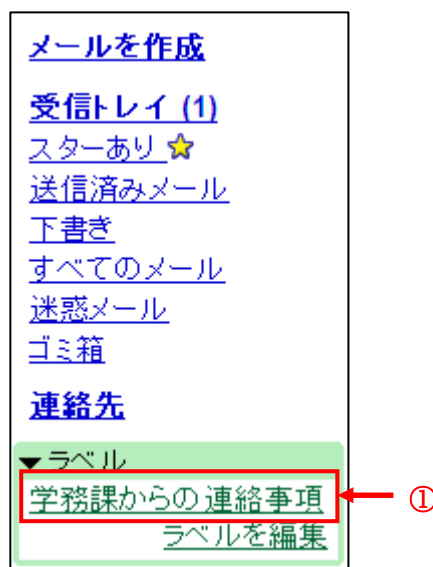 メールを作成
受信トレイ (1)
スターあり
送信済みメール
下書き
すべてのメール
迷惑メール
ゴミ箱
連絡先
▼ラベル
学務課からの連絡事項
①
ラベルを編集